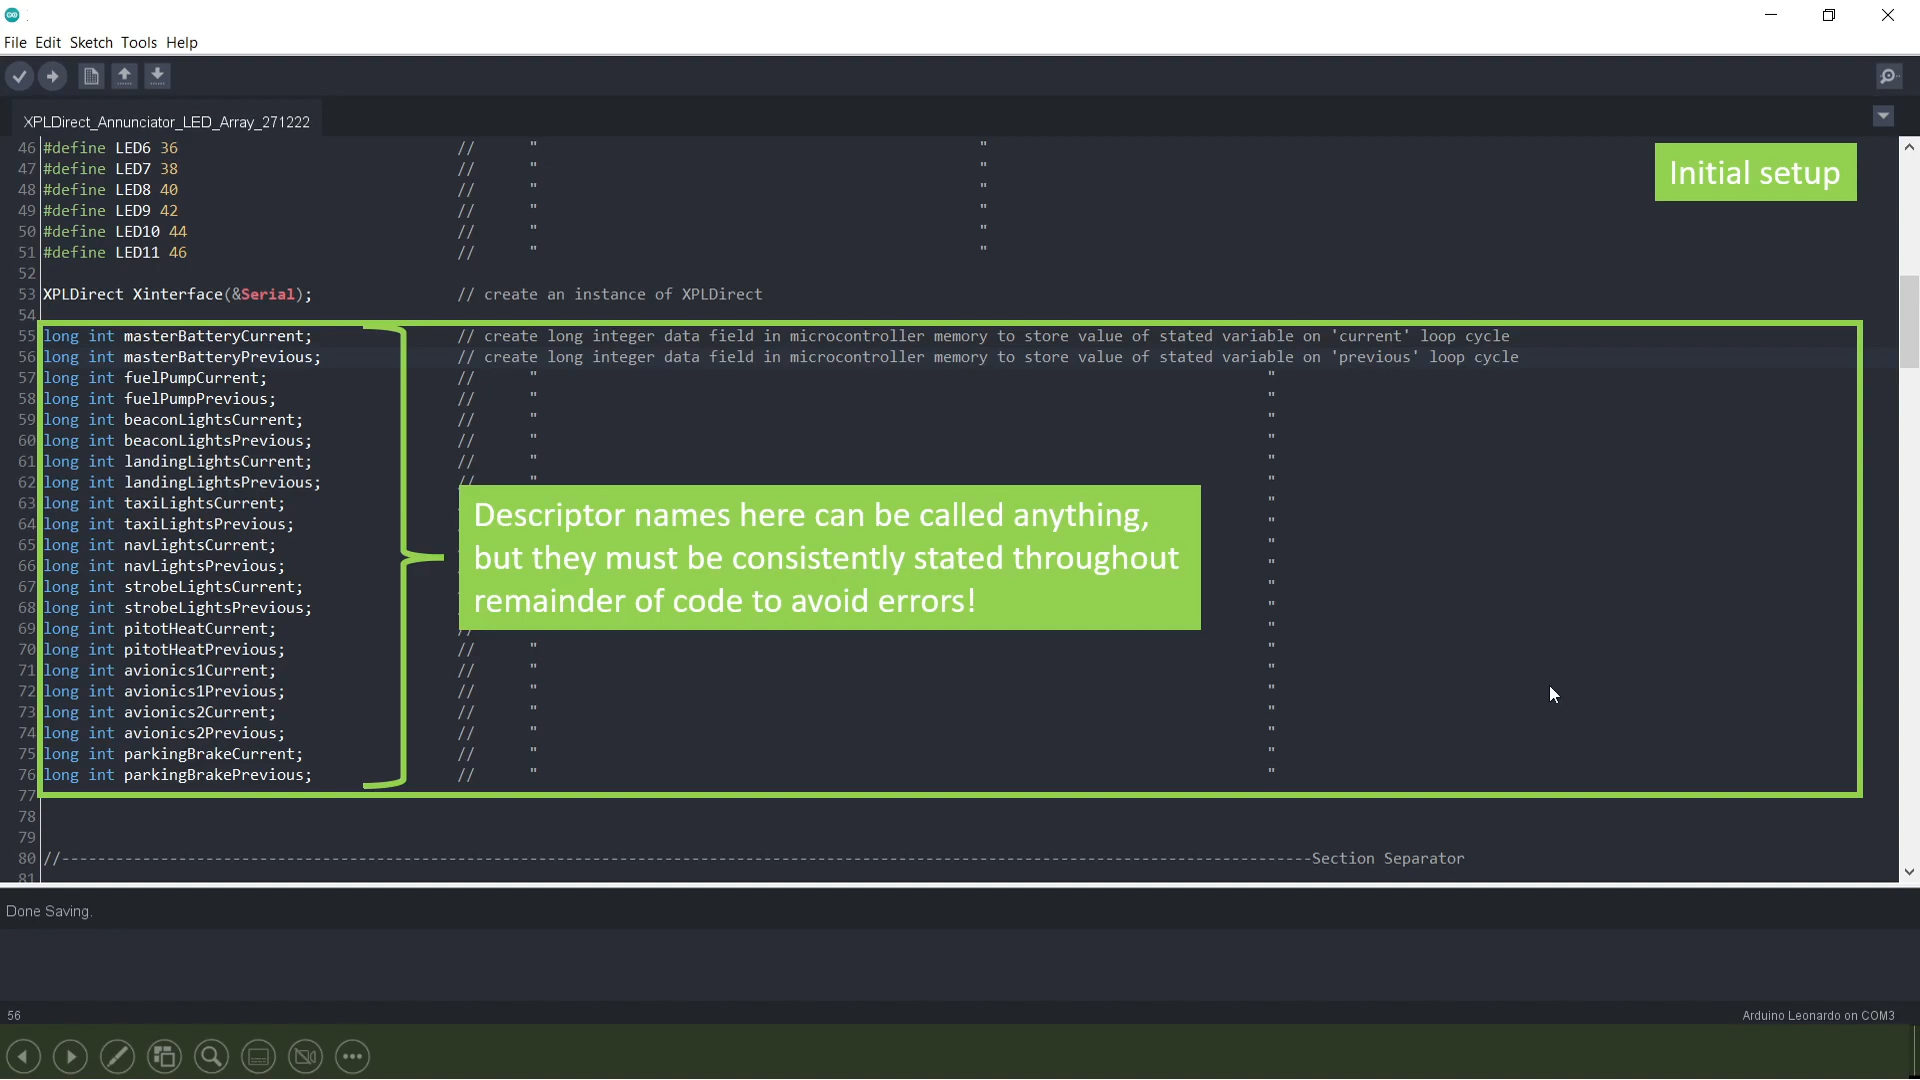 File Edit Sketch Tools Help
XPLDirect_Annunciator_LED_Array_271222
Initial setup
46 #define LED6 36 // " "
47 #define LED7 38 // " "
48 #define LED8 40 // " "
49 #define LED9 42 // " "
50 #define LED10 44 // " "
51 #define LED11 46 // " "
52
53 XPLDirect Xinterface(&Serial); // create an instance of XPLDirect
54
55 long int masterBatteryCurrent; // create long integer data field in microcontroller memory to store value of stated variable on 'current' loop cycle
56 long int masterBatteryPrevious; // create long integer data field in microcontroller memory to store value of stated variable on 'previous' loop cycle
57 long int fuelPumpCurrent; // " "
58 long int fuelPumpPrevious; // " "
59 long int beaconLightsCurrent; // " "
60 long int beaconLightsPrevious; // " "
61 long int landingLightsCurrent; // " "
62 long int landingLightsPrevious; // " "
63 long int taxiLightsCurrent; "
64 long int taxiLightsPrevious; "
65 long int navLightsCurrent; "
66 long int navLightsPrevious; "
67 long int strobeLightsCurrent; "
68 long int strobeLightsPrevious; "
69 long int pitotHeatCurrent; // "
70 long int pitotHeatPrevious; // " "
71 long int avionics1Current; // " "
72 long int avionics1Previous; // " "
73 long int avionics2Current; // " "
74 long int avionics2Previous; // " "
75 long int parkingBrakeCurrent; // " "
76 long int parkingBrakePrevious; // " "
77
78
79
80 //-------------------------------------------------------------------------------------------------------------------------------------------Section Separator
81
Descriptor names here can be called anything,
but they must be consistently stated throughout
remainder of code to avoid errors!
Done Saving.
56
Arduino Leonardo on COM3